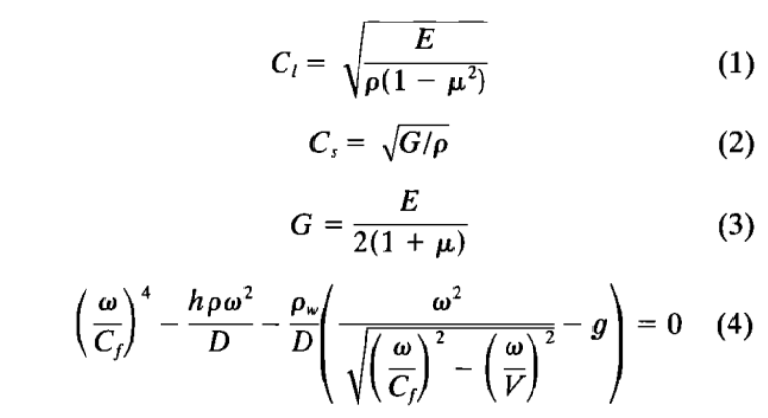 C_l = √(E / ρ(1 − μ²)) (1)
C_s = √(G/ρ) (2)
G = E / 2(1 + μ) (3)
(ω/C_f)⁴ − hρω²/D − ρ_w/D (ω² / √((ω/C_f)² − (ω/V)²) − g) = 0 (4)